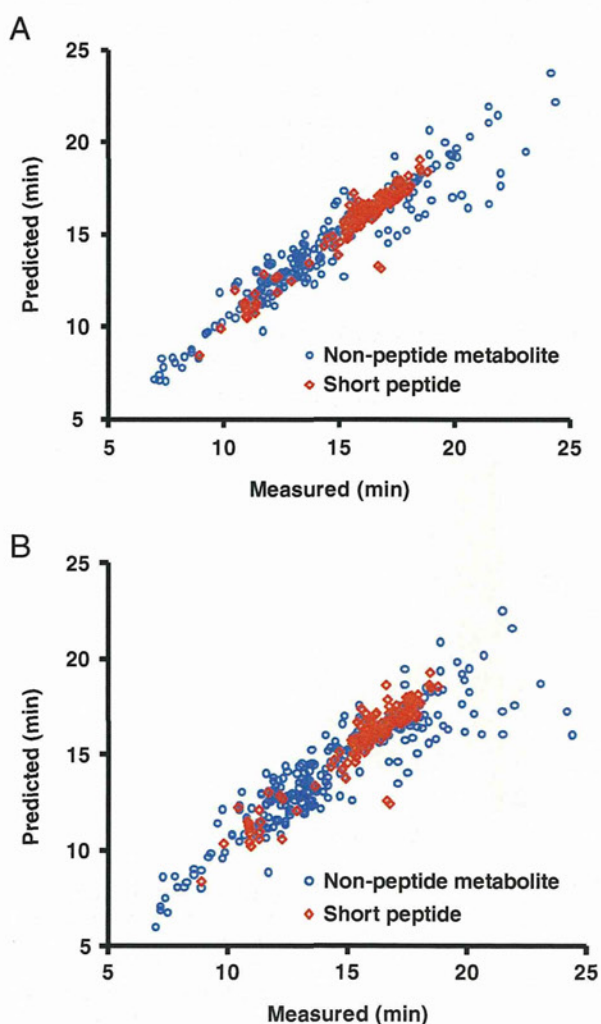 A
25
20
15
10
5
Predicted (min)
Non-peptide metabolite
Short peptide
5 10 15 20 25
Measured (min)
B
25
20
15
10
5
Predicted (min)
Non-peptide metabolite
Short peptide
5 10 15 20 25
Measured (min)